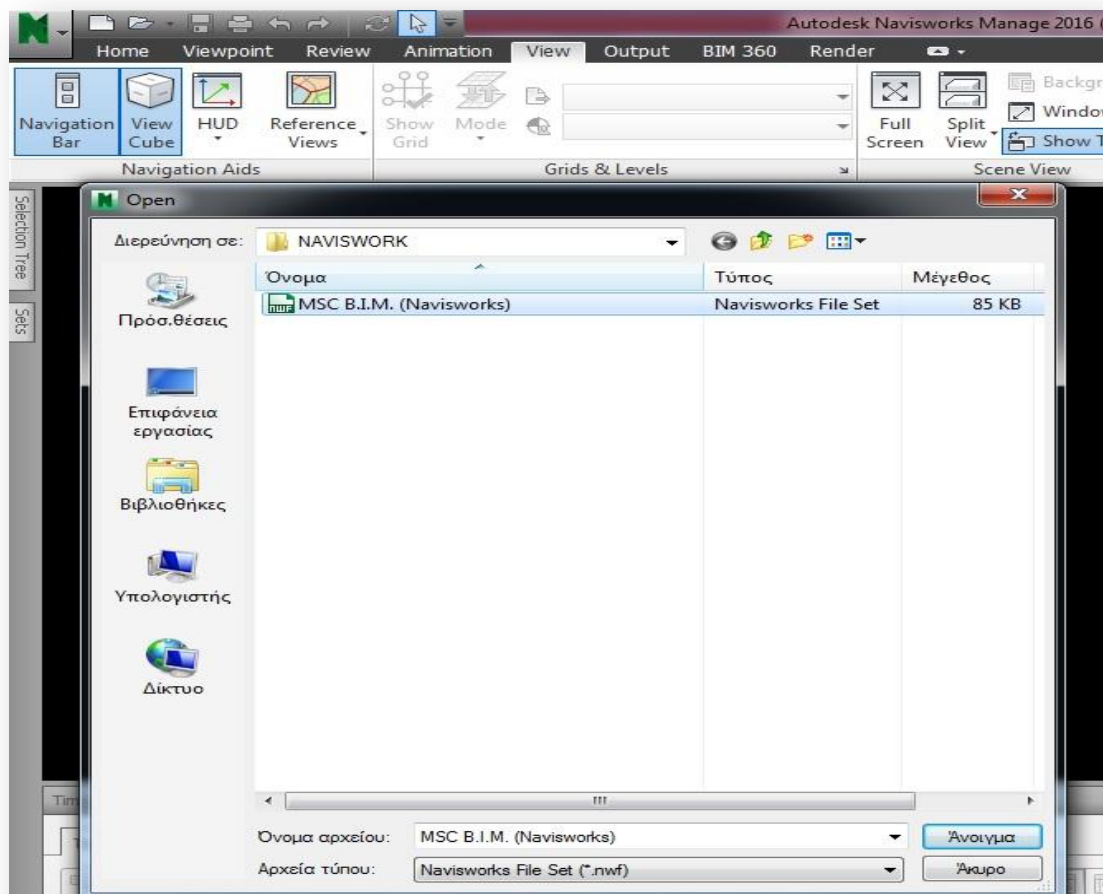 Autodesk Navisworks Manage 2016 (
Home Viewpoint Review Animation View Output BIM 360 Render
Navigation Bar
View Cube
HUD
Reference Views
Show Grid
Mode
Full Screen
Split View
Backgr
Windo
Show T
Navigation Aids Grids & Levels Scene View
Selection Tree
Sets
Open
Διερεύνηση σε: NAVISWORK
Όνομα Τύπος Μέγεθος
MSC B.I.M. (Navisworks) Navisworks File Set 85 KB
Πρόσ.θέσεις
Επιφάνεια
εργασίας
Βιβλιοθήκες
Υπολογιστής
Δίκτυο
Tim
Όνομα αρχείου: MSC B.I.M. (Navisworks) Άνοιγμα
Αρχεία τύπου: Navisworks File Set (*.nwf) Άκυρο